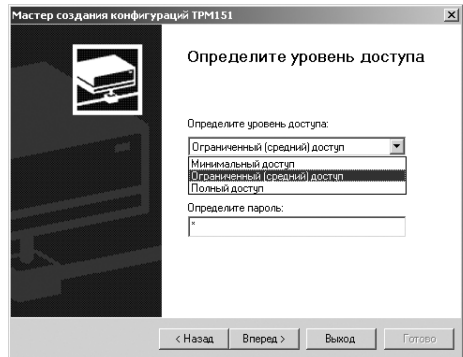 Мастер создания конфигураций ТРМ151
Определите уровень доступа
Определите уровень доступа:
Ограниченный (средний) доступ
Минимальный доступ
Ограниченный (средний) доступ
Полный доступ
Определите пароль:
*
< Назад Вперед > Выход Готово